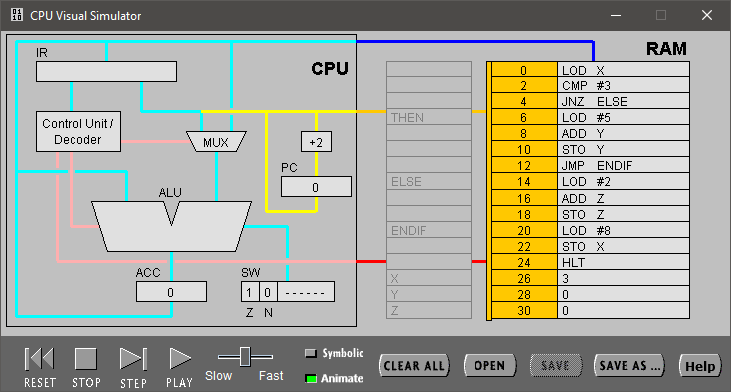 CPU Visual Simulator
IR
CPU
RAM
0 LOD X
2 CMP #3
4 JNZ ELSE
THEN 6 LOD #5
8 ADD Y
10 STO Y
12 JMP ENDIF
ELSE 14 LOD #2
16 ADD Z
18 STO Z
ENDIF 20 LOD #8
22 STO X
24 HLT
X 26 3
Y 28 0
Z 30 0
Control Unit /
Decoder
MUX
+2
PC
0
ALU
ACC
0
SW
1 0 ------
Z N
RESET
STOP
STEP
PLAY
Slow Fast
Symbolic
Animate
CLEAR ALL
OPEN
SAVE
SAVE AS ...
Help